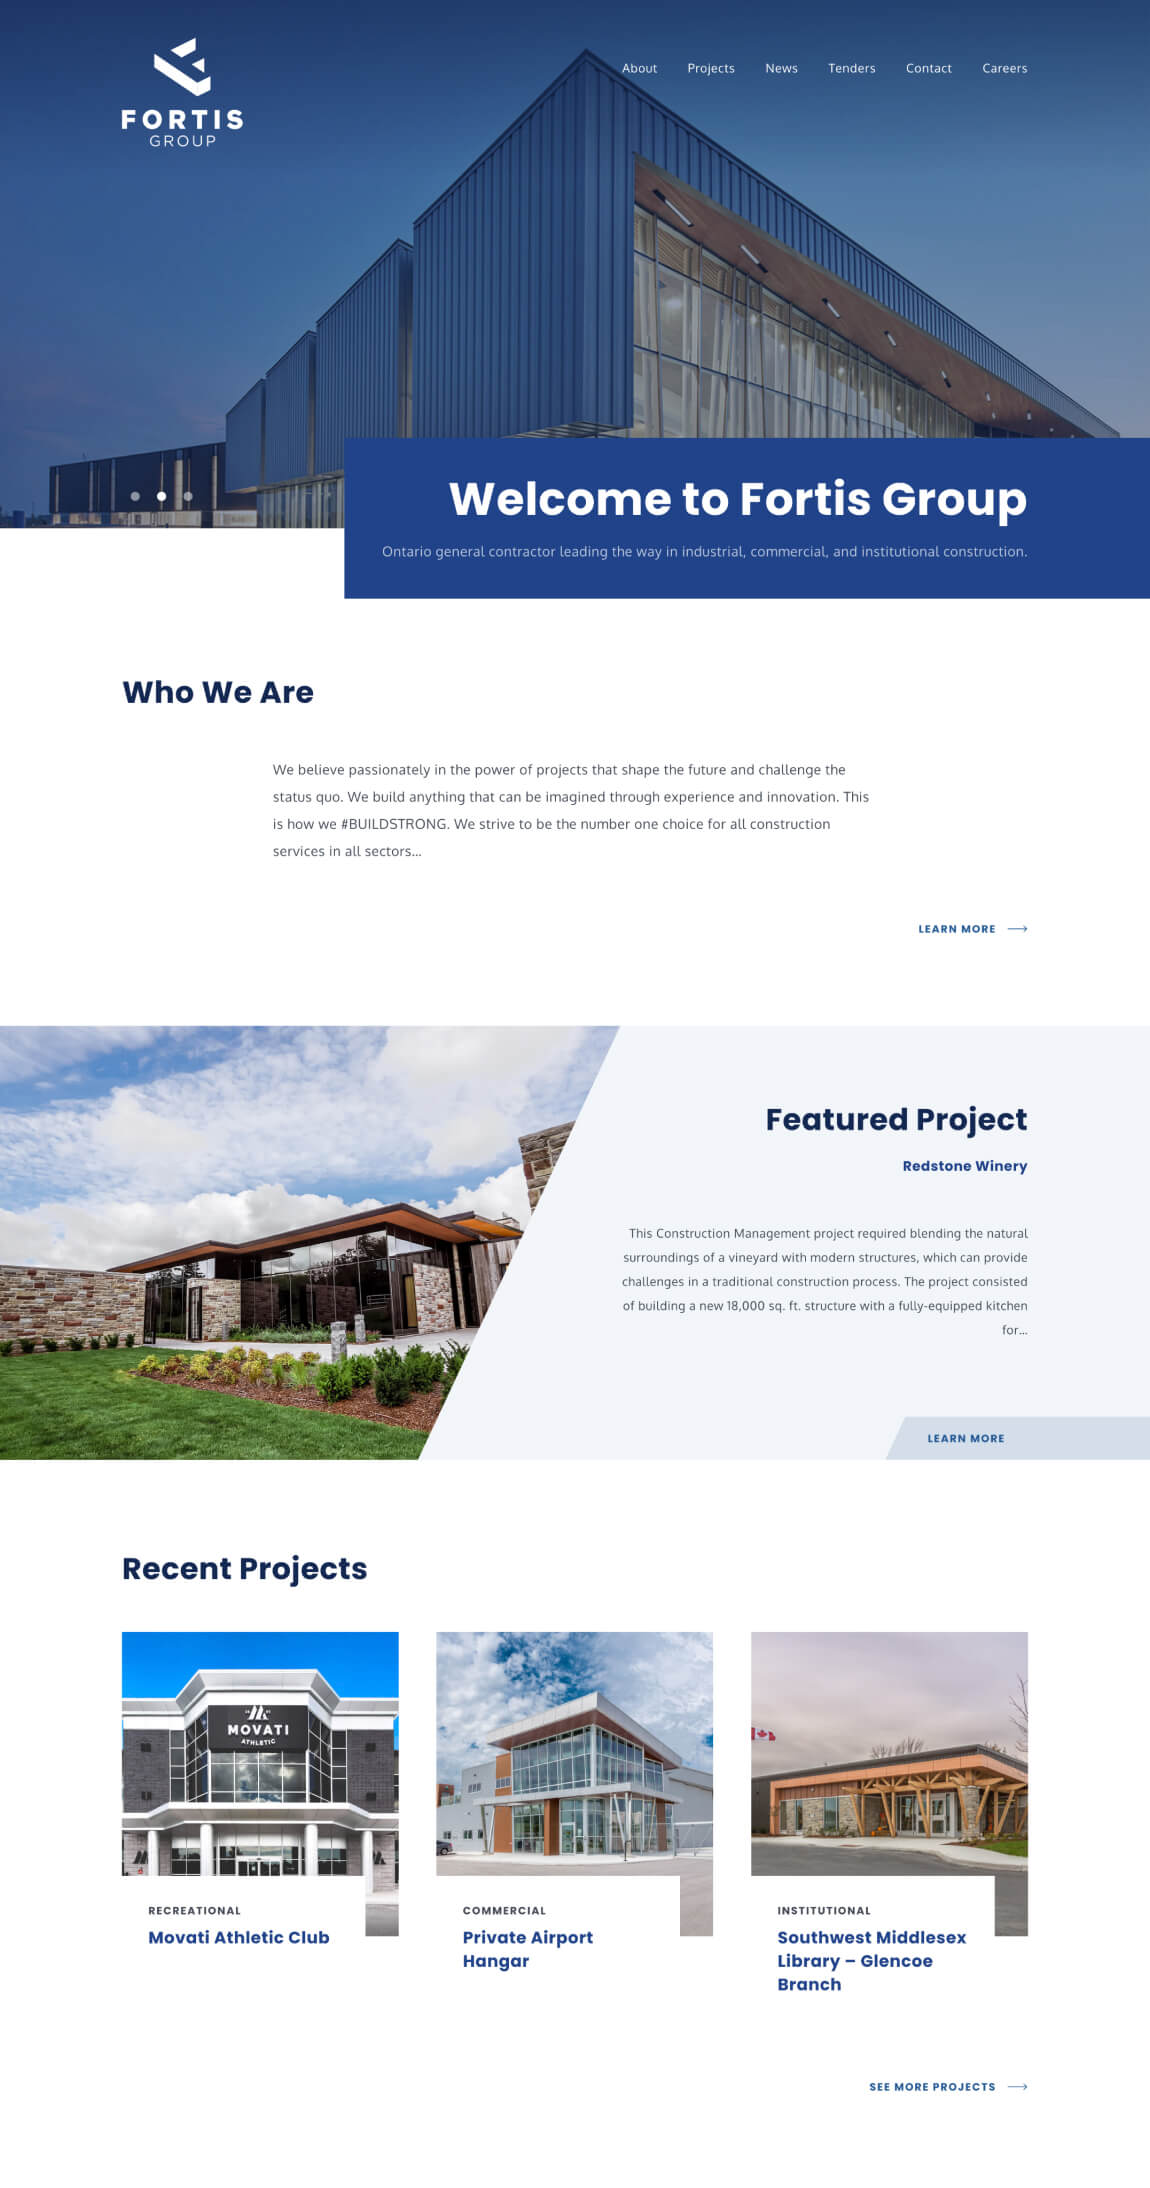 FORTIS
GROUP
About Projects News Tenders Contact Careers
Welcome to Fortis Group
Ontario general contractor leading the way in industrial, commercial, and institutional construction.
Who We Are
We believe passionately in the power of projects that shape the future and challenge the
status quo. We build anything that can be imagined through experience and innovation. This
is how we #BUILDSTRONG. We strive to be the number one choice for all construction
services in all sectors...
LEARN MORE
Featured Project
Redstone Winery
This Construction Management project required blending the natural
surroundings of a vineyard with modern structures, which can provide
challenges in a traditional construction process. The project consisted
of building a new 18,000 sq. ft. structure with a fully-equipped kitchen
for...
LEARN MORE
Recent Projects
MOVATI
ATHLETIC
RECREATIONAL
Movati Athletic Club
COMMERCIAL
Private Airport
Hangar
INSTITUTIONAL
Southwest Middlesex
Library – Glencoe
Branch
SEE MORE PROJECTS